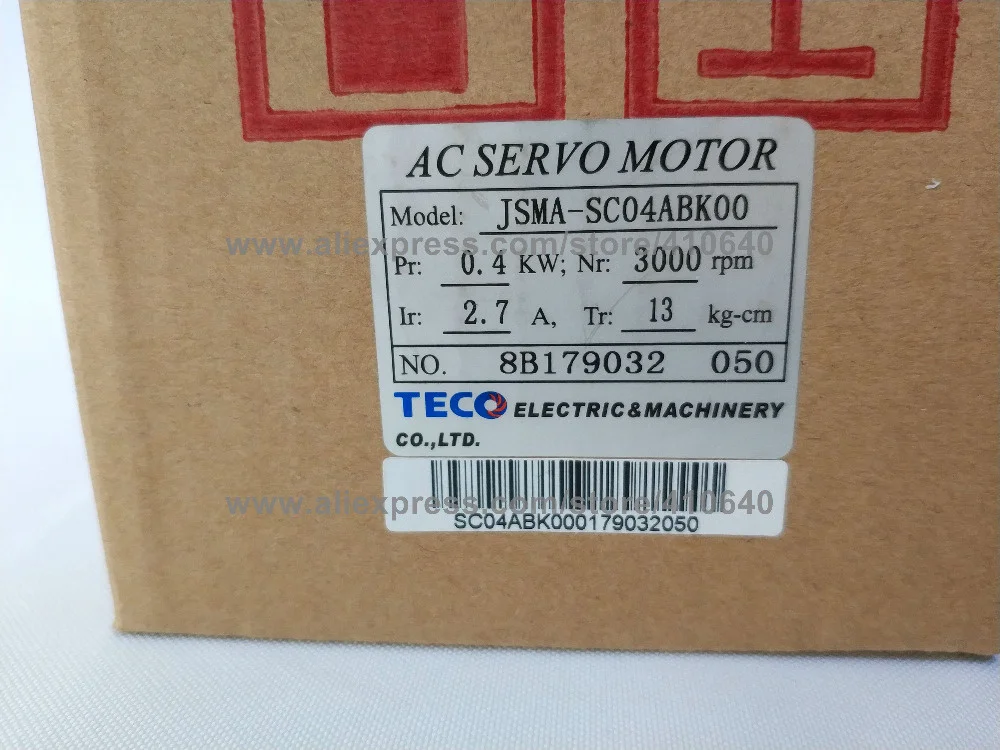 AC SERVO MOTOR
Model: JSMA-SC04ABK00
www.aliexpress.com/store/410640
Pr: 0.4 KW; Nr: 3000 rpm
Ir: 2.7 A, Tr: 13 kg-cm
NO. 8B179032 050
TECO ELECTRIC&MACHINERY
CO.,LTD.
www.aliexpress.com/store/410640
SC04ABK000179032050